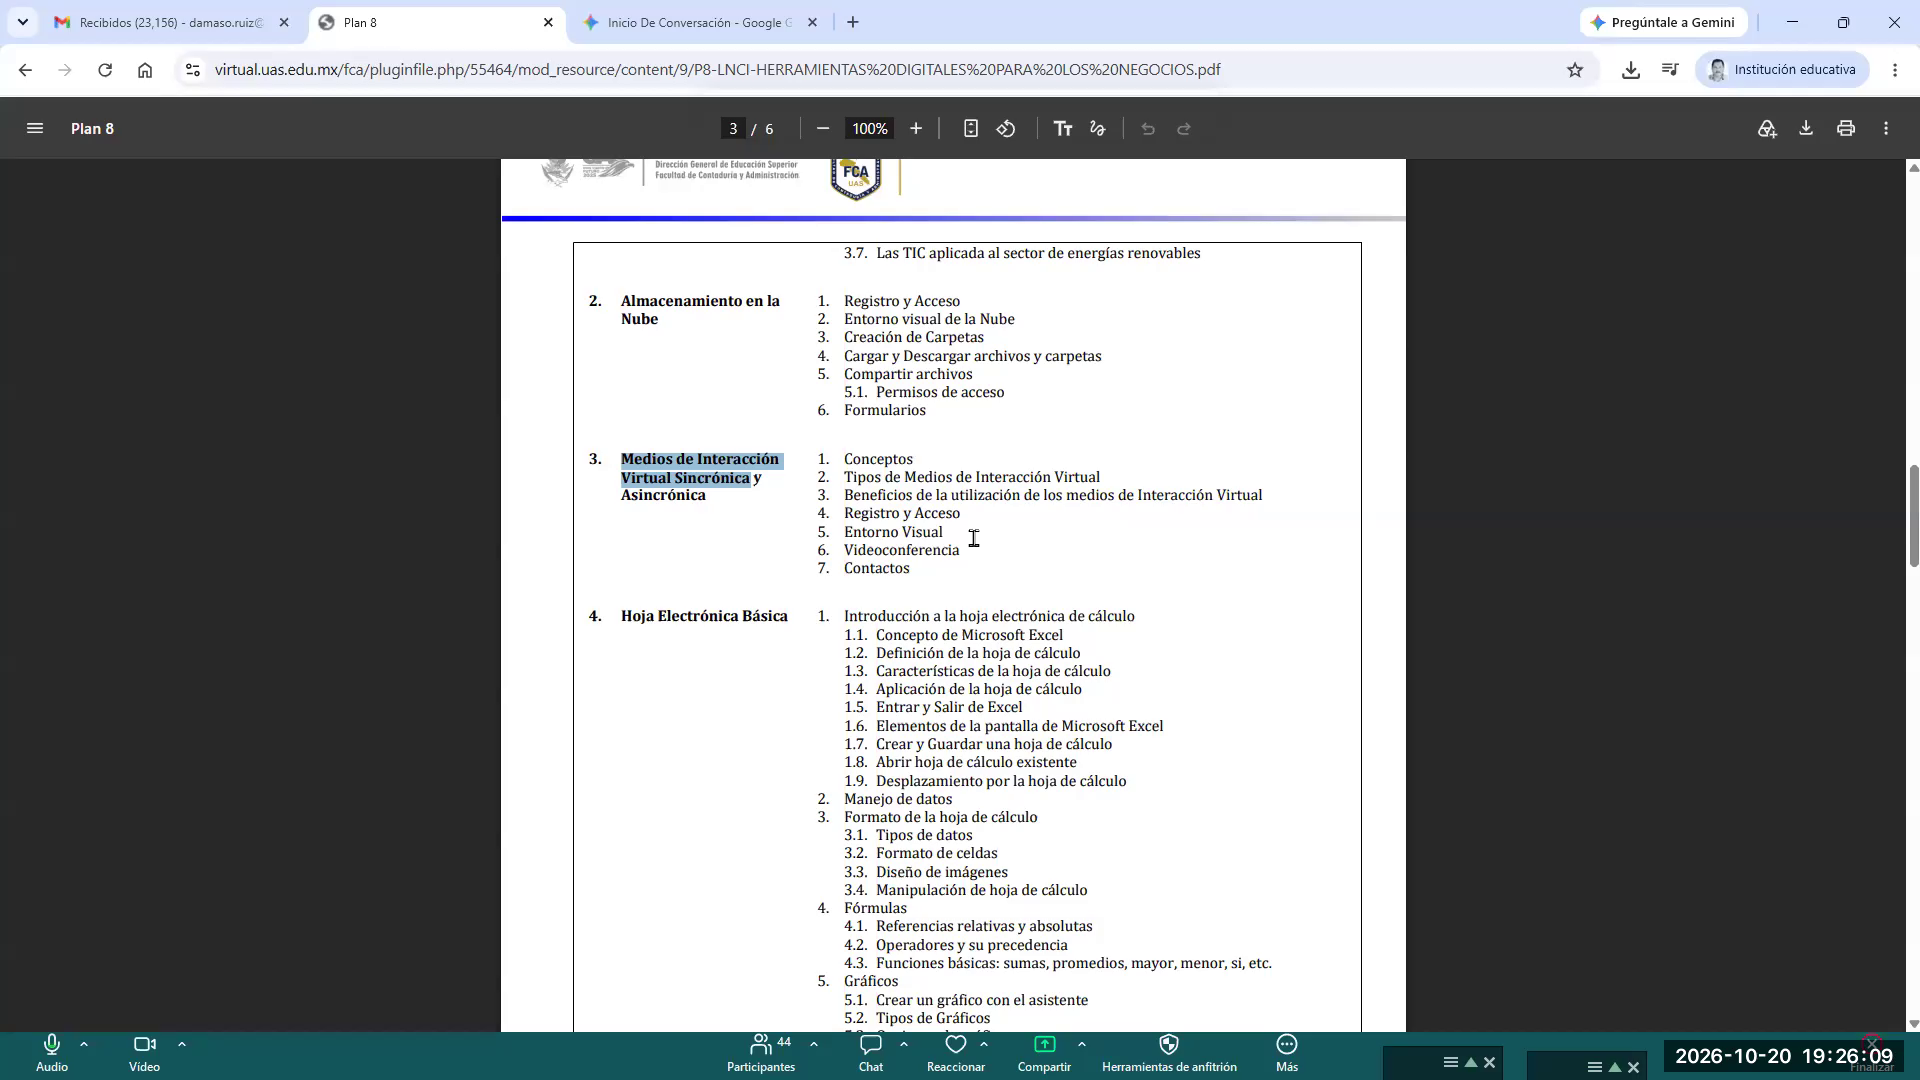 Recibidos (23,156) - damaso.ruiz@
Plan 8
Inicio De Conversación - Google G
Pregúntale a Gemini
virtual.uas.edu.mx/fca/pluginfile.php/55464/mod_resource/content/9/P8-LNCI-HERRAMIENTAS%20DIGITALES%20PARA%20LOS%20NEGOCIOS.pdf
Institución educativa
Plan 8
3 / 6
100%
Dirección General de Educación Superior
Facultad de Contaduría y Administración
FCA
UAS
3.7. Las TIC aplicada al sector de energías renovables
2. Almacenamiento en la
Nube
1. Registro y Acceso
2. Entorno visual de la Nube
3. Creación de Carpetas
4. Cargar y Descargar archivos y carpetas
5. Compartir archivos
5.1. Permisos de acceso
6. Formularios
3. Medios de Interacción
Virtual Sincrónica y
Asincrónica
1. Conceptos
2. Tipos de Medios de Interacción Virtual
3. Beneficios de la utilización de los medios de Interacción Virtual
4. Registro y Acceso
5. Entorno Visual
6. Videoconferencia
7. Contactos
4. Hoja Electrónica Básica
1. Introducción a la hoja electrónica de cálculo
1.1. Concepto de Microsoft Excel
1.2. Definición de la hoja de cálculo
1.3. Características de la hoja de cálculo
1.4. Aplicación de la hoja de cálculo
1.5. Entrar y Salir de Excel
1.6. Elementos de la pantalla de Microsoft Excel
1.7. Crear y Guardar una hoja de cálculo
1.8. Abrir hoja de cálculo existente
1.9. Desplazamiento por la hoja de cálculo
2. Manejo de datos
3. Formato de la hoja de cálculo
3.1. Tipos de datos
3.2. Formato de celdas
3.3. Diseño de imágenes
3.4. Manipulación de hoja de cálculo
4. Fórmulas
4.1. Referencias relativas y absolutas
4.2. Operadores y su precedencia
4.3. Funciones básicas: sumas, promedios, mayor, menor, si, etc.
5. Gráficos
5.1. Crear un gráfico con el asistente
5.2. Tipos de Gráficos
Audio
Vídeo
44
Participantes
Chat
Reaccionar
Compartir
Herramientas de anfitrión
Más
2026-10-20 19:26:09
Finalizar